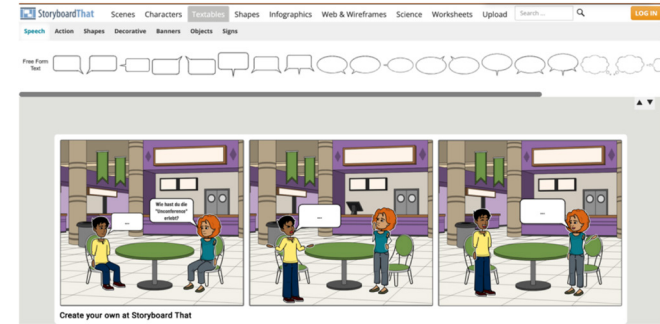 StoryboardThat Scenes Characters Textables Shapes Infographics Web & Wireframes Science Worksheets Upload Search ... LOG IN
Speech Action Shapes Decorative Banners Objects Signs
Free Form
Text
...
Wie hast du die
"Unconference"
erlebt?
...
...
Create your own at Storyboard That